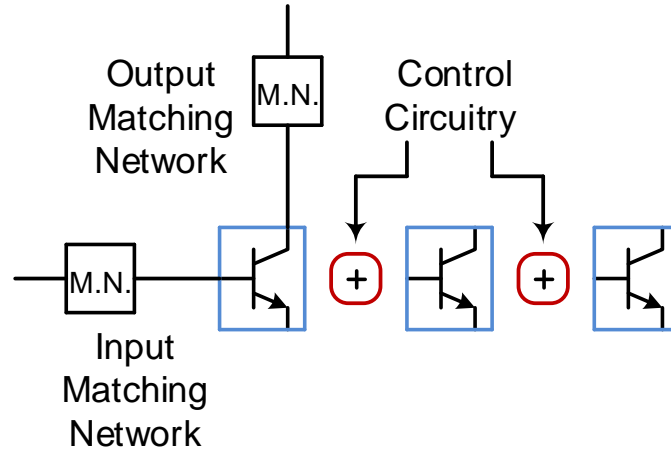 Output
Matching
Network
M.N.
Control
Circuitry
M.N.
+
+
Input
Matching
Network